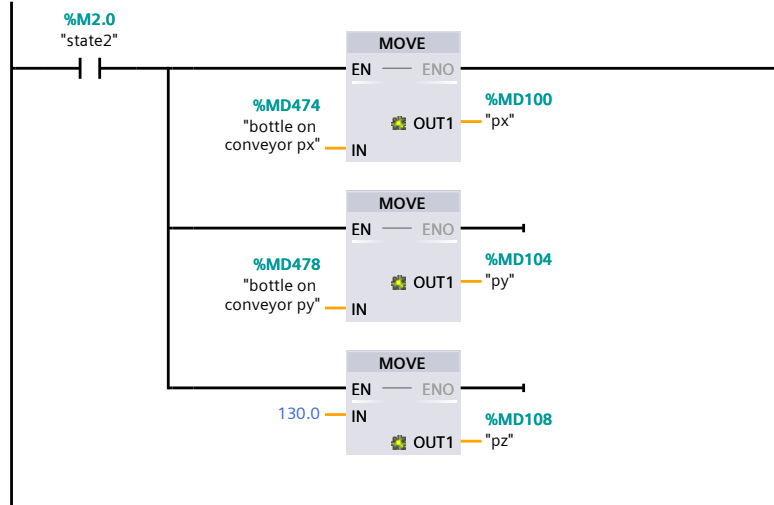 %M2.0
"state2"
MOVE
EN ENO
%MD474
"bottle on
conveyor px"
IN
OUT1
%MD100
"px"
MOVE
EN ENO
%MD478
"bottle on
conveyor py"
IN
OUT1
%MD104
"py"
MOVE
EN ENO
130.0 IN
OUT1
%MD108
"pz"